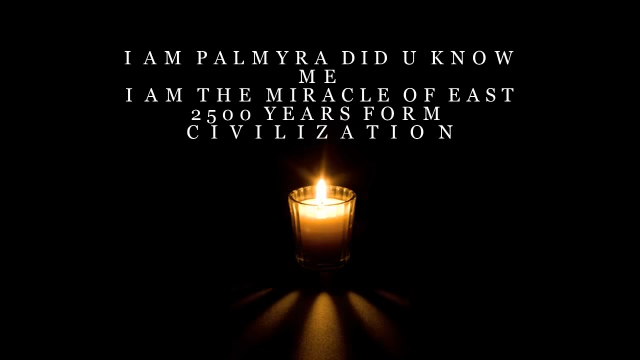 I AM PALMYRA DID U KNOW
ME
I AM THE MIRACLE OF EAST
2500 YEARS FORM
CIVILIZATION